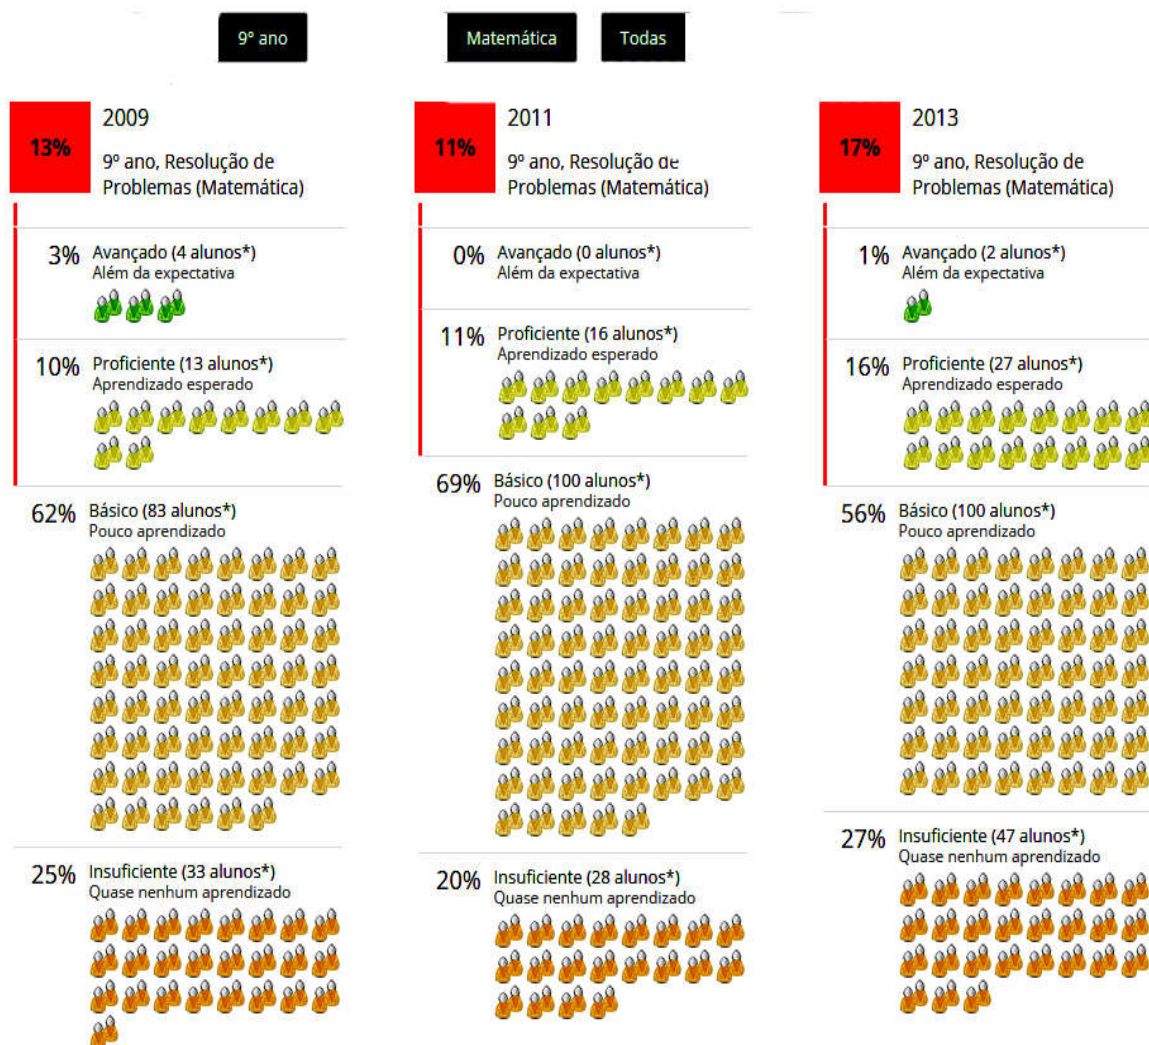 9º ano
Matemática
Todas
13%
2009
9º ano, Resolução de
Problemas (Matemática)
3%
Avançado (4 alunos*)
Além da expectativa
10%
Proficiente (13 alunos*)
Aprendizado esperado
62%
Básico (83 alunos*)
Pouco aprendizado
25%
Insuficiente (33 alunos*)
Quase nenhum aprendizado
11%
2011
9º ano, Resolução de
Problemas (Matemática)
0%
Avançado (0 alunos*)
Além da expectativa
11%
Proficiente (16 alunos*)
Aprendizado esperado
69%
Básico (100 alunos*)
Pouco aprendizado
20%
Insuficiente (28 alunos*)
Quase nenhum aprendizado
17%
2013
9º ano, Resolução de
Problemas (Matemática)
1%
Avançado (2 alunos*)
Além da expectativa
16%
Proficiente (27 alunos*)
Aprendizado esperado
56%
Básico (100 alunos*)
Pouco aprendizado
27%
Insuficiente (47 alunos*)
Quase nenhum aprendizado